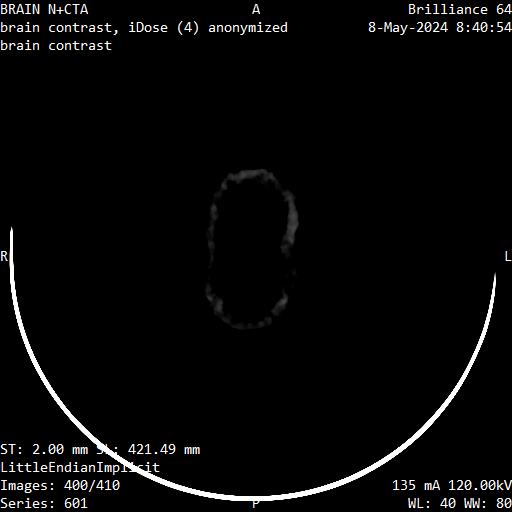 BRAIN N+CTA
A
Brilliance 64
brain contrast, iDose (4) anonymized
8-May-2024 8:40:54
brain contrast
R
L
ST: 2.00 mm SL: 421.49 mm
LittleEndianImplicit
Images: 400/410
135 mA 120.00kV
Series: 601
P
WL: 40 WW: 80